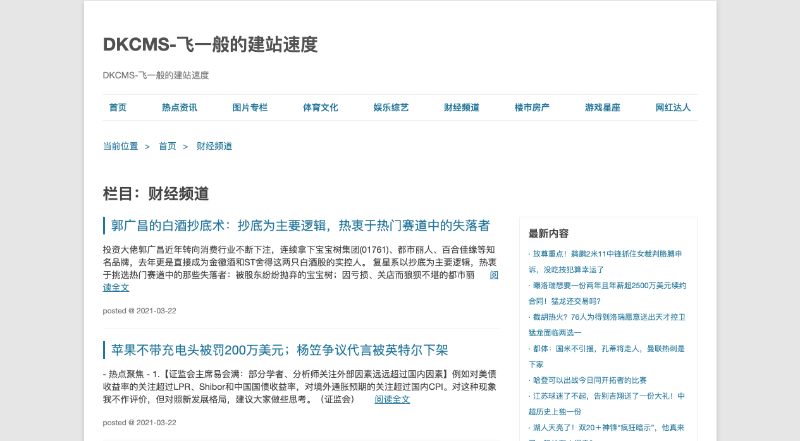 DKCMS-飞一般的建站速度
DKCMS-飞一般的建站速度
首页 热点资讯 图片专栏 体育文化 娱乐综艺 财经频道 楼市房产 游戏星座 网红达人
当前位置 > 首页 > 财经频道
栏目：财经频道
郭广昌的白酒抄底术：抄底为主要逻辑，热衷于热门赛道中的失落者
投资大佬郭广昌近年转向消费行业不断下注，连续拿下宝宝树集团(01761)、都市丽人、百合佳缘等知
名品牌，去年更是直接成为金徽酒和ST舍得这两只白酒股的实控人。 复星系以抄底为主要逻辑，热衷
于挑选热门赛道中的那些失落者：被股东纷纷抛弃的宝宝树；因亏损、关店而狼狈不堪的都市丽 阅
读全文
posted @ 2021-03-22
苹果不带充电头被罚200万美元；杨笠争议代言被英特尔下架
- 热点聚焦 - 1.【证监会主席易会满：部分学者、分析师关注外部因素远远超过国内因素】例如对美债
收益率的关注超过LPR、Shibor和中国国债收益率，对境外通胀预期的关注超过国内CPI。对这种现象
我不作评价，但对照新发展格局，建议大家做些思考。（证监会） 阅读全文
posted @ 2021-03-22
最新内容
· 放尊重点！鹈鹕2米11中锋抓住女裁判胳膊申
诉，没吃技犯算幸运了
· 曝洛瑞想要一份两年且年薪超2500万美元续约
合同！猛龙还交易吗？
· 截胡热火？76人为得到洛瑞愿意送出天才控卫
猛龙面临两选一
· 都体：国米不引援，孔蒂将走人，曼联热刺是
下家
· 哈登可以出战今日同开拓者的比赛
· 江苏球迷了不起，告别吉翔送了一份大礼！中
超历史上独一份
· 湖人天亮了！双20＋神锋“疯狂暗示”，他真来